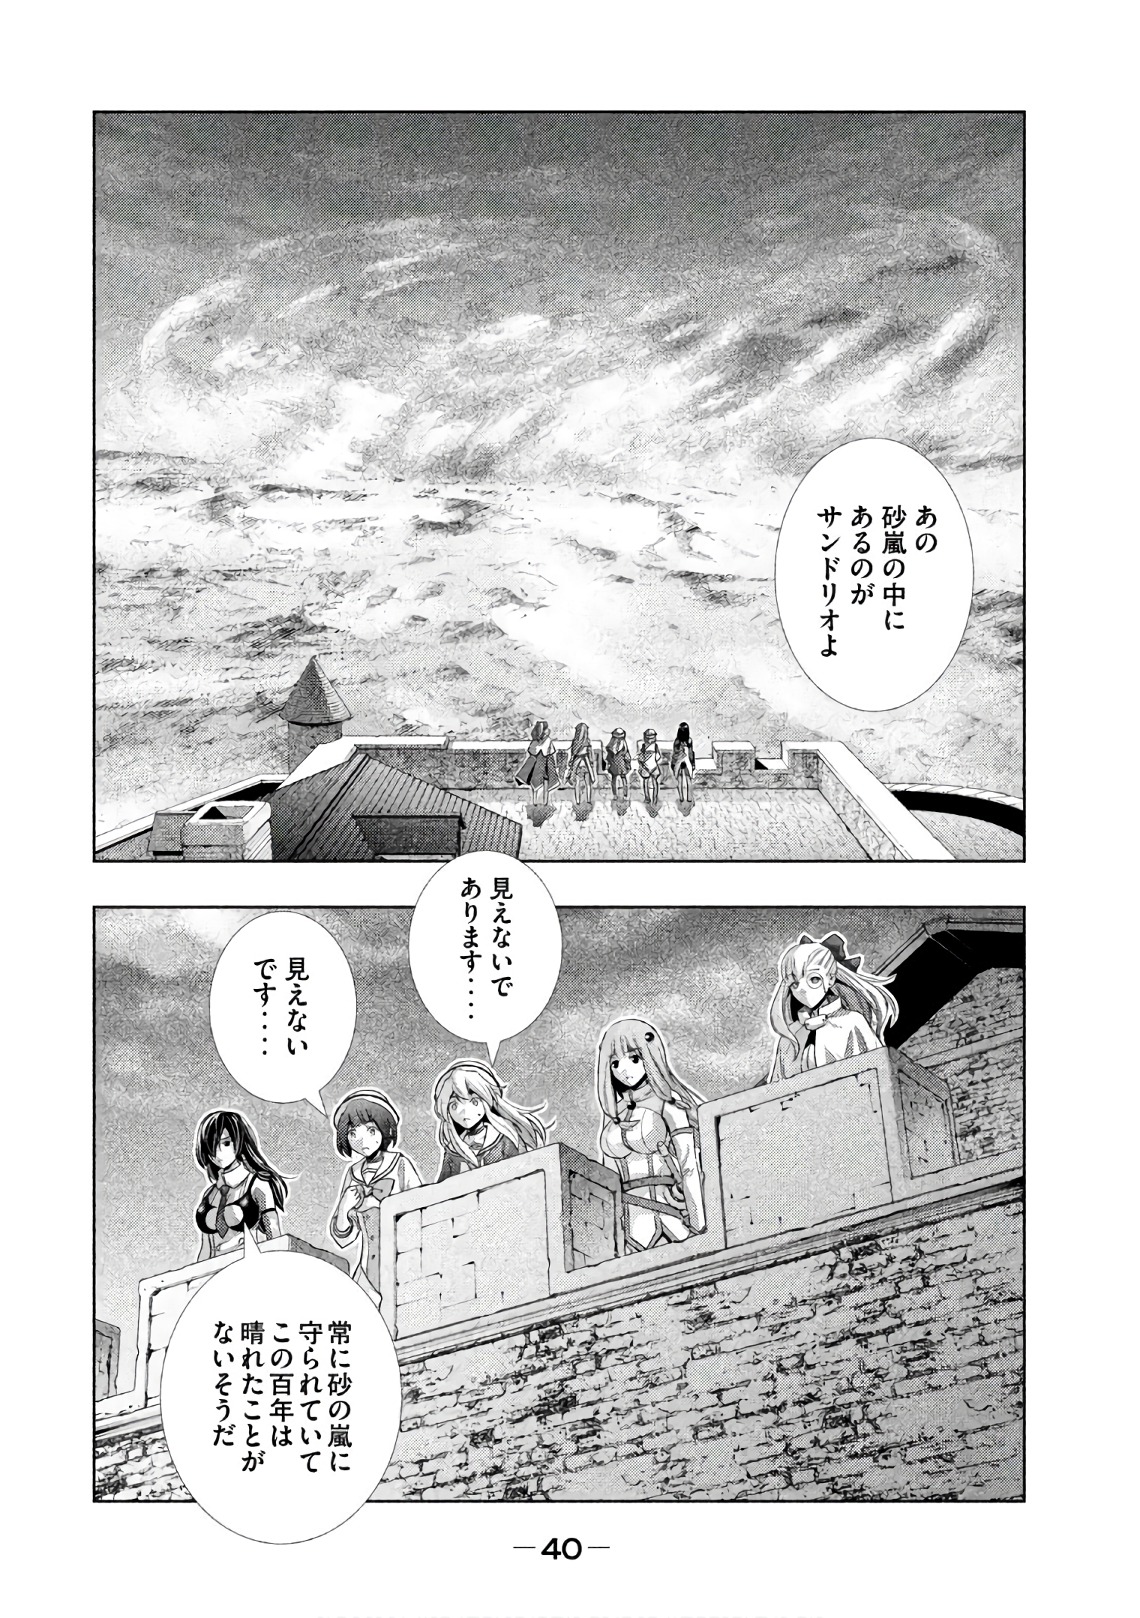 あの
砂嵐の中に
あるのが
サンドリオよ
見えないで
あります‥‥
見えない
です‥‥
常に砂の嵐に
守られていて
この百年は
晴れたことが
ないそうだ
—40—